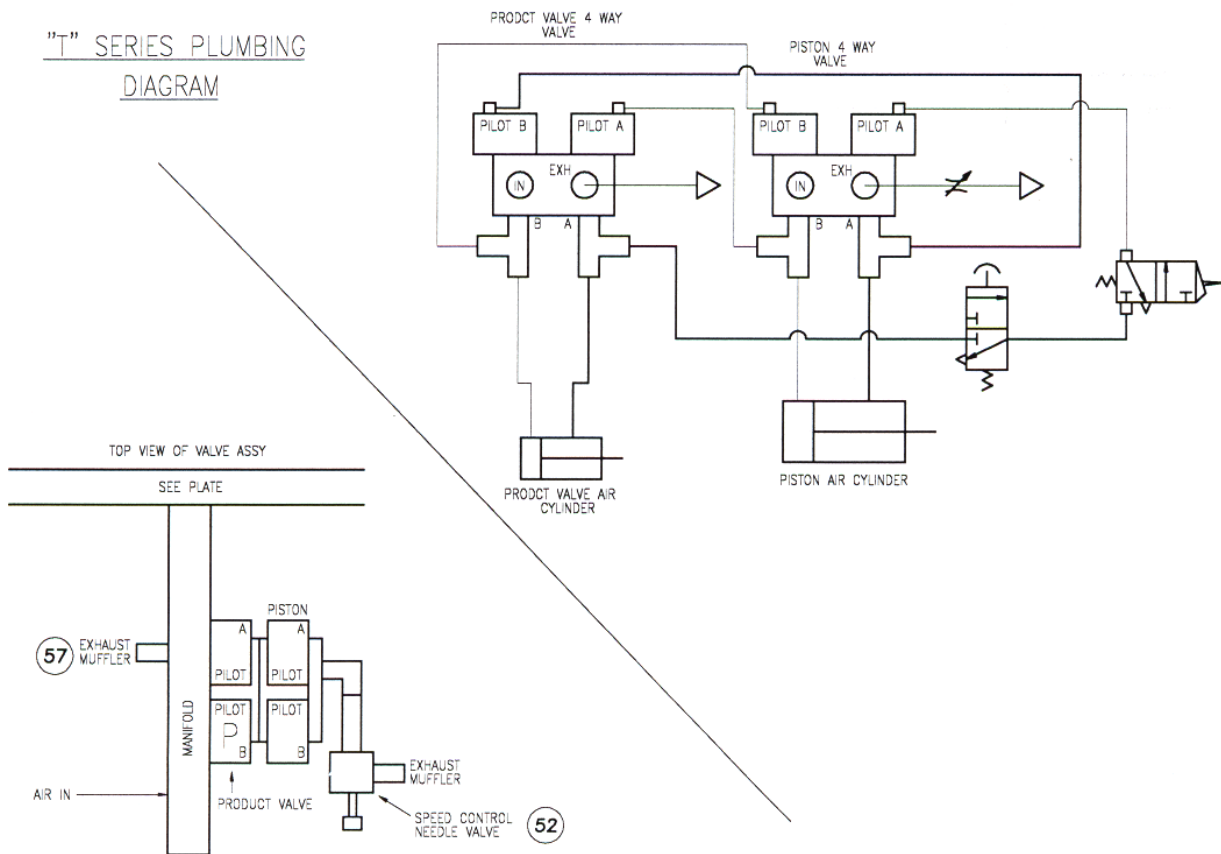 "T" SERIES PLUMBING
DIAGRAM
PRODCT VALVE 4 WAY
VALVE
PISTON 4 WAY
VALVE
PILOT B
PILOT A
PILOT B
PILOT A
IN
EXH
IN
EXH
B
A
B
A
PRODCT VALVE AIR
CYLINDER
PISTON AIR CYLINDER
TOP VIEW OF VALVE ASSY
SEE PLATE
PISTON
57
EXHAUST
MUFFLER
A
A
PILOT
PILOT
PILOT
PILOT
P
B
B
MANIFOLD
AIR IN
PRODUCT VALVE
EXHAUST
MUFFLER
SPEED CONTROL
NEEDLE VALVE
52